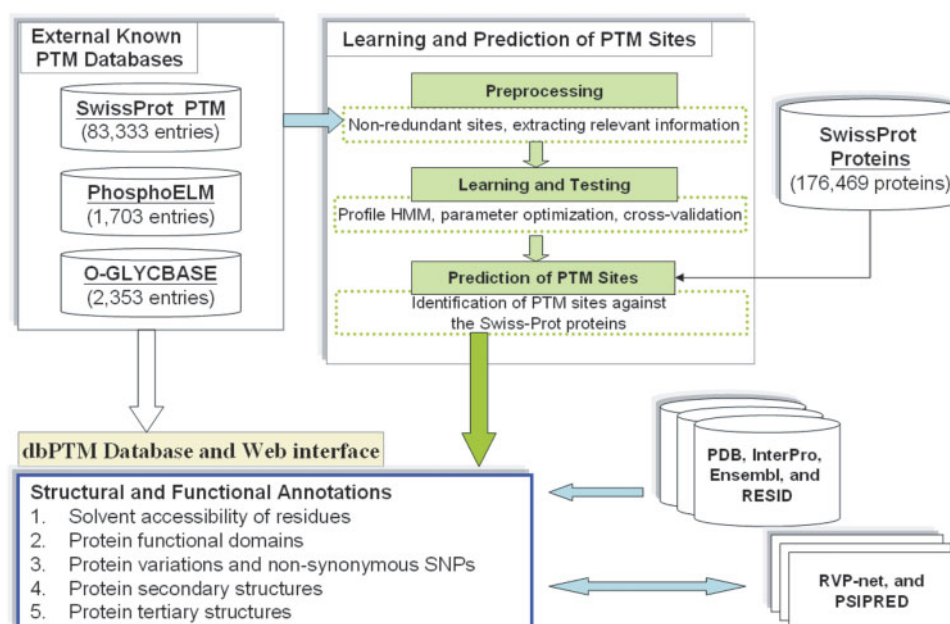 External Known
PTM Databases
SwissProt PTM
(83,333 entries)
PhosphoELM
(1,703 entries)
O-GLYCBASE
(2,353 entries)
Learning and Prediction of PTM Sites
Preprocessing
Non-redundant sites, extracting relevant information
Learning and Testing
Profile HMM, parameter optimization, cross-validation
Prediction of PTM Sites
Identification of PTM sites against
the Swiss-Prot proteins
SwissProt
Proteins
(176,469 proteins)
dbPTM Database and Web interface
Structural and Functional Annotations
1. Solvent accessibility of residues
2. Protein functional domains
3. Protein variations and non-synonymous SNPs
4. Protein secondary structures
5. Protein tertiary structures
PDB, InterPro,
Ensembl, and
RESID
RVP-net, and
PSIPRED